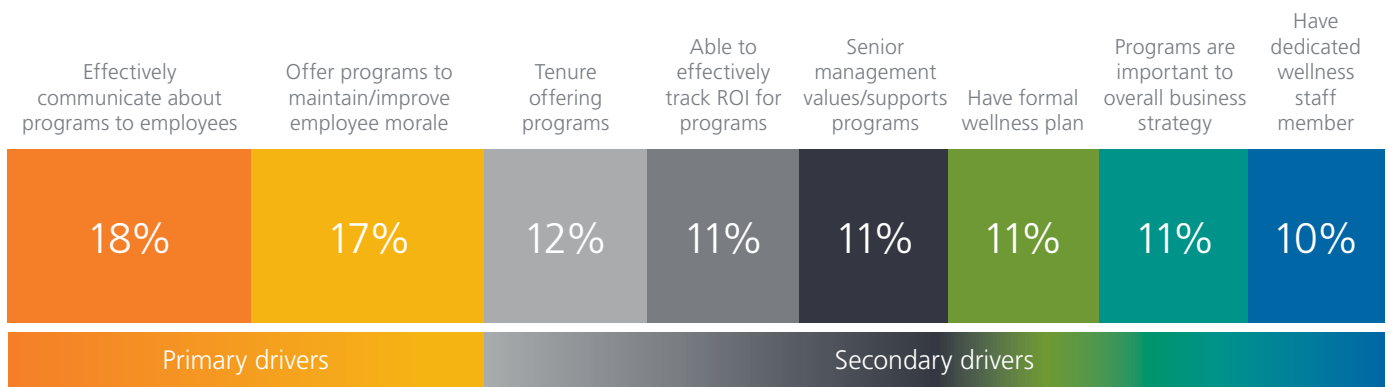 Effectively
communicate about
programs to employees
Offer programs to
maintain/improve
employee morale
Tenure
offering
programs
Able to
effectively
track ROI for
programs
Senior
management
values/supports
programs
Have formal
wellness plan
Programs are
important to
overall business
strategy
Have
dedicated
wellness
staff
member
18%
17%
12%
11%
11%
11%
11%
10%
Primary drivers
Secondary drivers